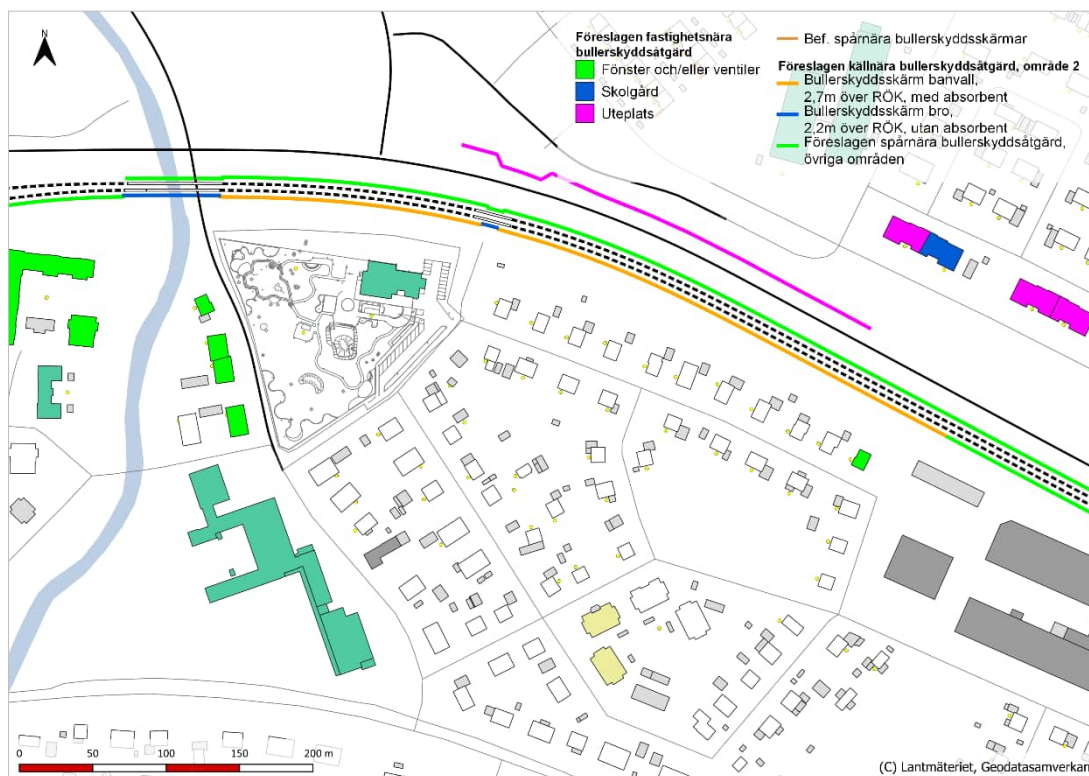 N
Föreslagen fastighetsnära
bullerskyddsåtgärd
Fönster och/eller ventiler
Skolgård
Uteplats
Bef. spårnära bullerskyddsskärmar
Föreslagen källnära bullerskyddsåtgärd, område 2
Bullerskyddsskärm banvall,
2,7m över RÖK, med absorbent
Bullerskyddsskärm bro,
2,2m över RÖK, utan absorbent
Föreslagen spårnära bullerskyddsåtgärd,
övriga områden
0 50 100 150 200 m
(C) Lantmäteriet, Geodatasamverkan